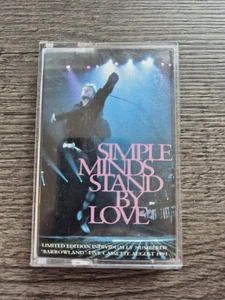 SIMPLE
MINDS
STAND
BY
LOVE
LIMITED EDITION INDIVIDUALLY NUMBERED
"BARROWLAND" LIVE CASSETTE AUGUST 1991